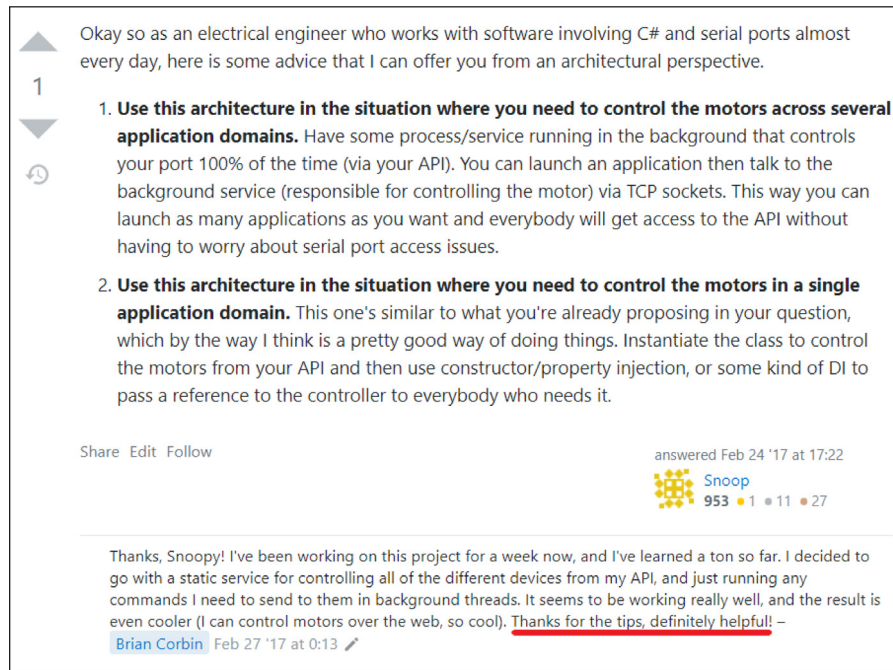 Okay so as an electrical engineer who works with software involving C# and serial ports almost
every day, here is some advice that I can offer you from an architectural perspective.
1
1. Use this architecture in the situation where you need to control the motors across several
application domains. Have some process/service running in the background that controls
your port 100% of the time (via your API). You can launch an application then talk to the
background service (responsible for controlling the motor) via TCP sockets. This way you can
launch as many applications as you want and everybody will get access to the API without
having to worry about serial port access issues.
2. Use this architecture in the situation where you need to control the motors in a single
application domain. This one's similar to what you're already proposing in your question,
which by the way I think is a pretty good way of doing things. Instantiate the class to control
the motors from your API and then use constructor/property injection, or some kind of DI to
pass a reference to the controller to everybody who needs it.
Share Edit Follow
answered Feb 24 '17 at 17:22
Snoop
953 1 11 27
Thanks, Snoopy! I've been working on this project for a week now, and I've learned a ton so far. I decided to
go with a static service for controlling all of the different devices from my API, and just running any
commands I need to send to them in background threads. It seems to be working really well, and the result is
even cooler (I can control motors over the web, so cool). Thanks for the tips, definitely helpful! –
Brian Corbin Feb 27 '17 at 0:13